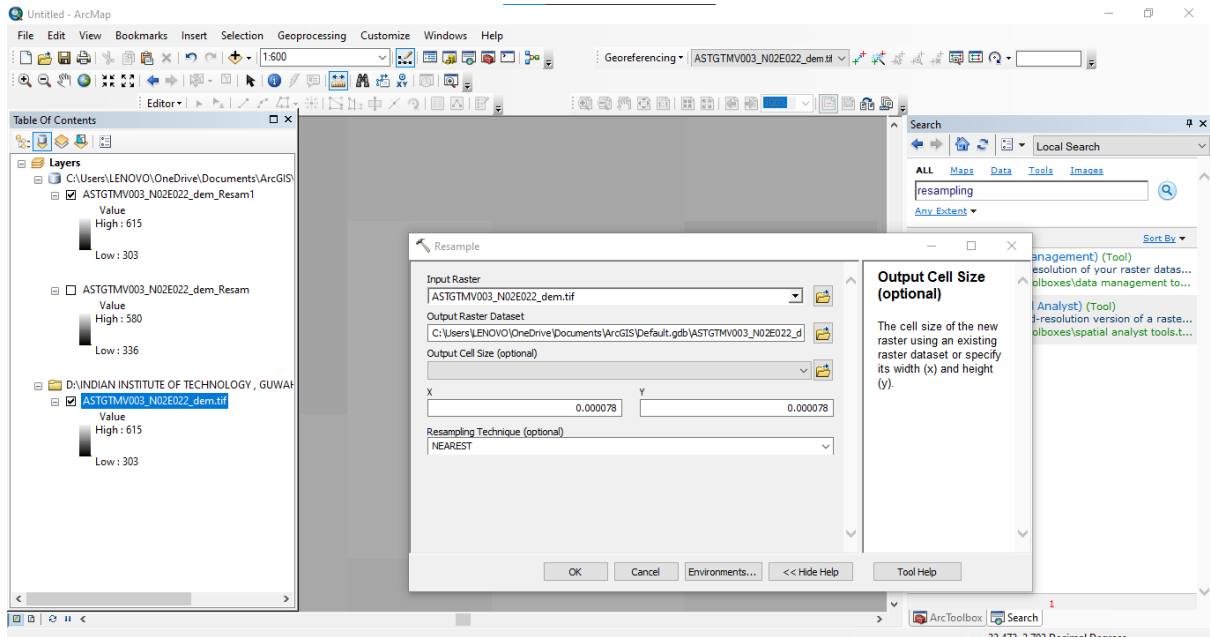 Untitled - ArcMap
File Edit View Bookmarks Insert Selection Geoprocessing Customize Windows Help
1:600
Georeferencing
ASTGTMV003_N02E022_dem.tif
Editor
Table Of Contents
Layers
C:\Users\LENOVO\OneDrive\Documents\ArcGIS\
ASTGTMV003_N02E022_dem_Resam1
Value
High : 615
Low : 303
ASTGTMV003_N02E022_dem_Resam
Value
High : 580
Low : 336
D:\INDIAN INSTITUTE OF TECHNOLOGY , GUWAH
ASTGTMV003_N02E022_dem.tif
Value
High : 615
Low : 303
Resample
Input Raster
ASTGTMV003_N02E022_dem.tif
Output Raster Dataset
C:\Users\LENOVO\OneDrive\Documents\ArcGIS\Default.gdb\ASTGTMV003_N02E022_d
Output Cell Size (optional)
X Y
0.000078 0.000078
Resampling Technique (optional)
NEAREST
Output Cell Size
(optional)
The cell size of the new
raster using an existing
raster dataset or specify
its width (x) and height
(y).
OK Cancel Environments... << Hide Help Tool Help
Search
Local Search
ALL Maps Data Tools Images
resampling
Any Extent
Sort By
anagement) (Tool)
esolution of your raster datas...
olboxes\data management to...
l Analyst) (Tool)
d-resolution version of a raste...
olboxes\spatial analyst tools.t...
1
ArcToolbox Search